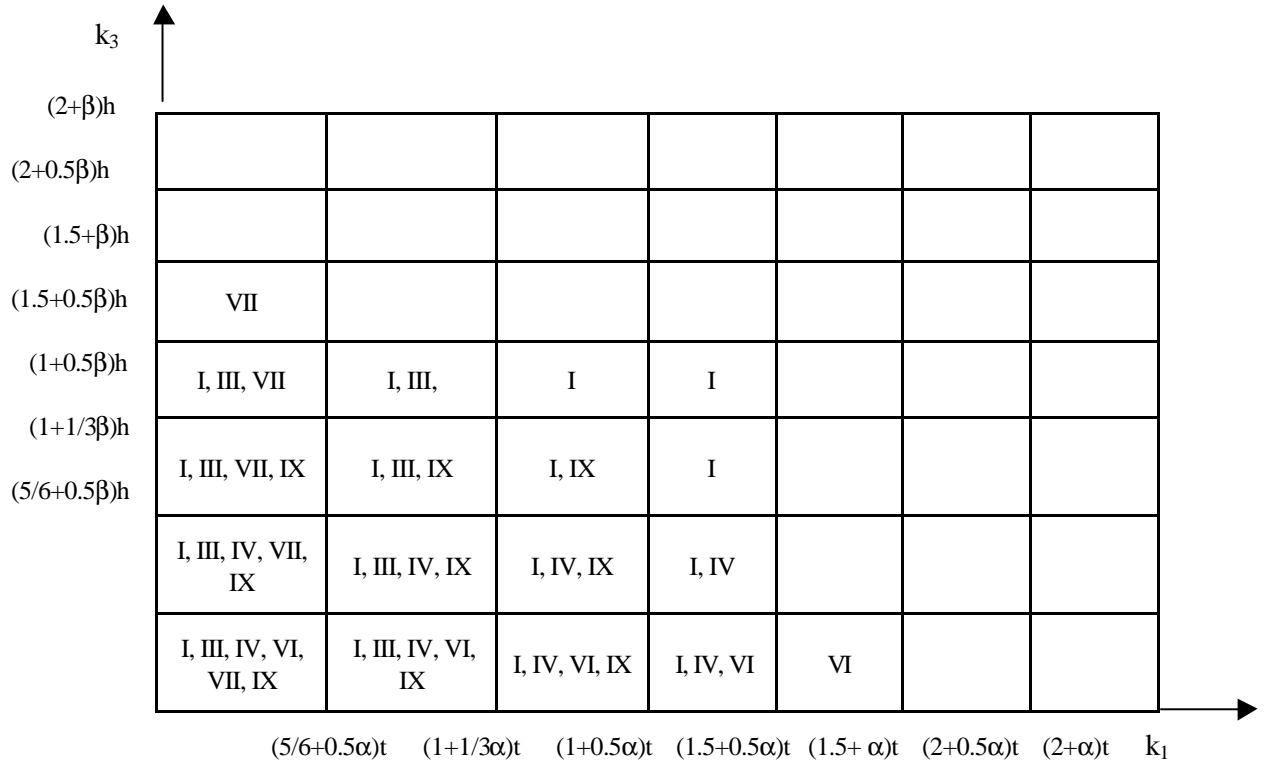 k₃
(2+β)h
(2+0.5β)h
(1.5+β)h
(1.5+0.5β)h
VII
(1+0.5β)h
I, III, VII
I, III,
I
I
(1+1/3β)h
I, III, VII, IX
I, III, IX
I, IX
I
(5/6+0.5β)h
I, III, IV, VII,
IX
I, III, IV, IX
I, IV, IX
I, IV
I, III, IV, VI,
VII, IX
I, III, IV, VI,
IX
I, IV, VI, IX
I, IV, VI
VI
(5/6+0.5α)t (1+1/3α)t (1+0.5α)t (1.5+0.5α)t (1.5+ α)t (2+0.5α)t (2+α)t k₁